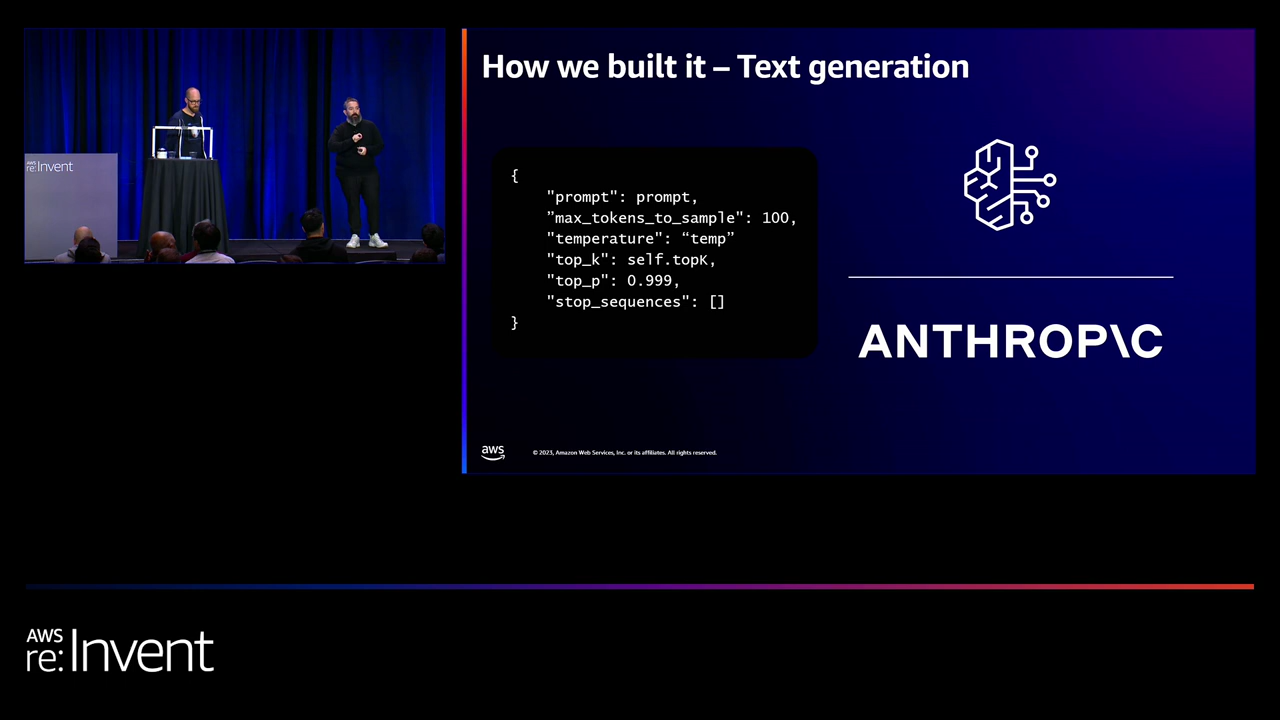 How we built it – Text generation
AWS
re:Invent
{
"prompt": prompt,
”max_tokens_to_sample": 100,
"temperature": “temp”
"top_k": self.topK,
"top_p": 0.999,
"stop_sequences": []
}
ANTHROP\C
aws
© 2023, Amazon Web Services, Inc. or its affiliates. All rights reserved.
AWS
re:Invent